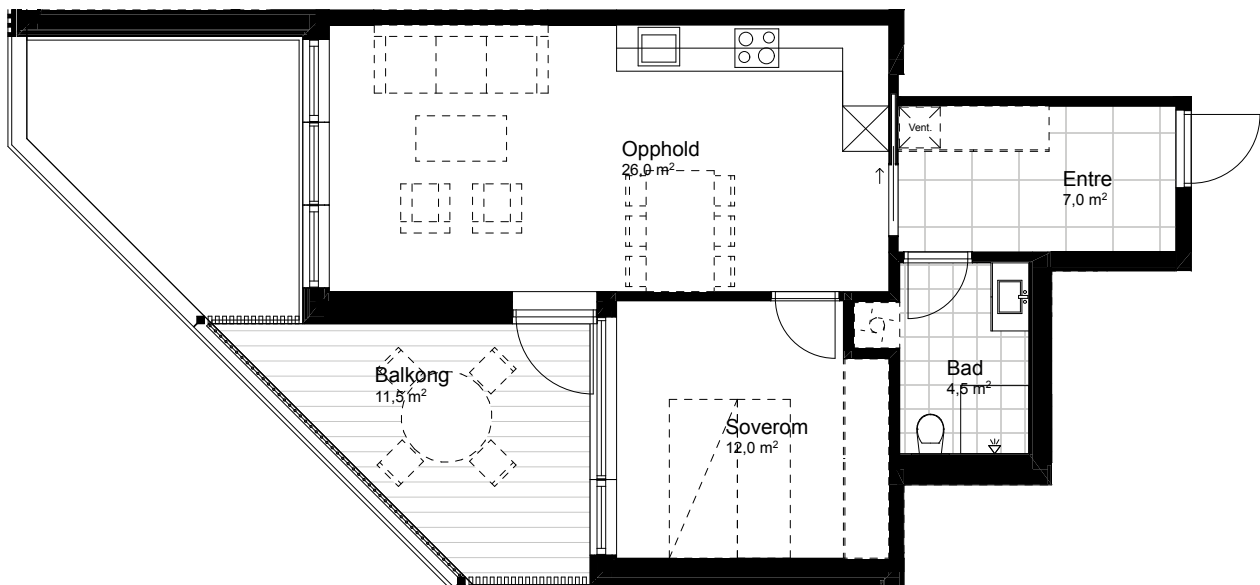 Opphold
26,0 m²
Vent.
Entre
7,0 m²
Balkong
11,5 m²
Bad
4,5 m²
Soverom
12,0 m²